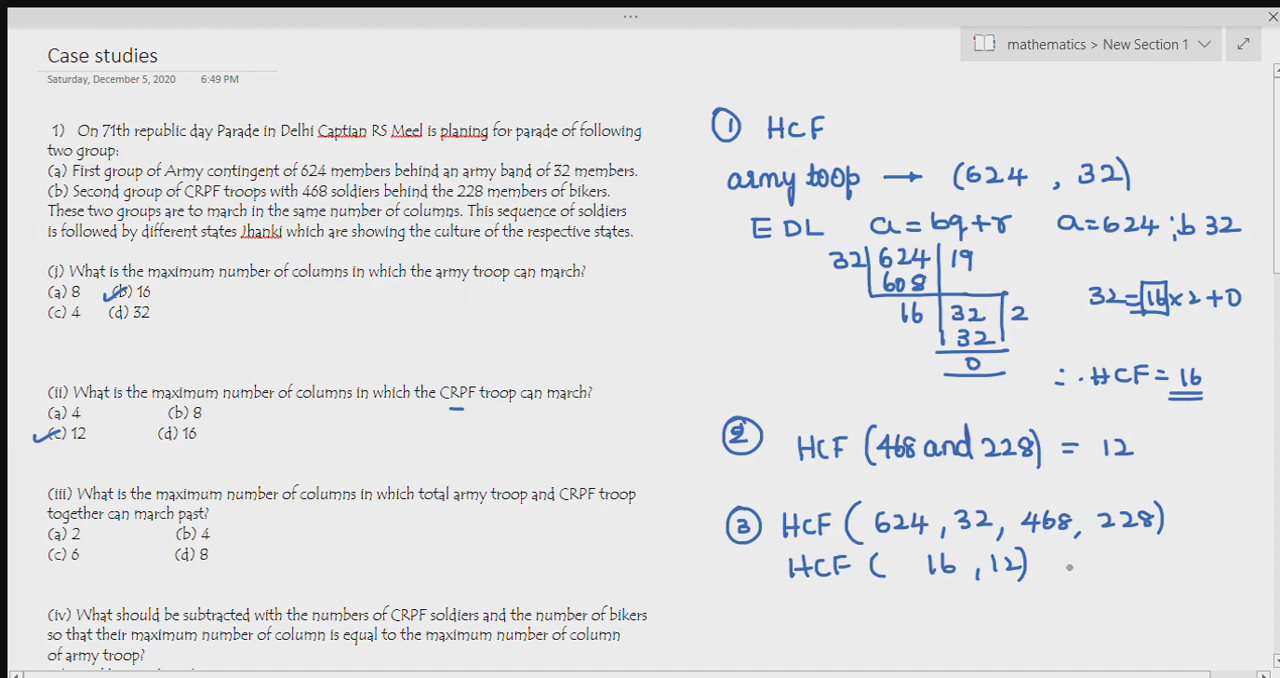 Case studies
Saturday, December 5, 2020 6:49 PM
mathematics > New Section 1
1) On 71th republic day Parade in Delhi Captian RS Meel is planing for parade of following
two group:
(a) First group of Army contingent of 624 members behind an army band of 32 members.
(b) Second group of CRPF troops with 468 soldiers behind the 228 members of bikers.
These two groups are to march in the same number of columns. This sequence of soldiers
is followed by different states Jhanki which are showing the culture of the respective states.
(i) What is the maximum number of columns in which the army troop can march?
(a) 8 (b) 16
(c) 4 (d) 32
(ii) What is the maximum number of columns in which the CRPF troop can march?
(a) 4 (b) 8
(c) 12 (d) 16
(iii) What is the maximum number of columns in which total army troop and CRPF troop
together can march past?
(a) 2 (b) 4
(c) 6 (d) 8
(iv) What should be subtracted with the numbers of CRPF soldiers and the number of bikers
so that their maximum number of column is equal to the maximum number of column
of army troop?
① HCF
army toop → (624 , 32)
EDL a = bq+r a = 624 ; b 32
32 624 19
608
16 32 2
32
0
32 = 16 × 2 + 0
∴ HCF = 16
② HCF (468 and 228) = 12
③ HCF ( 624 , 32, 468, 228)
HCF ( 16 , 12)